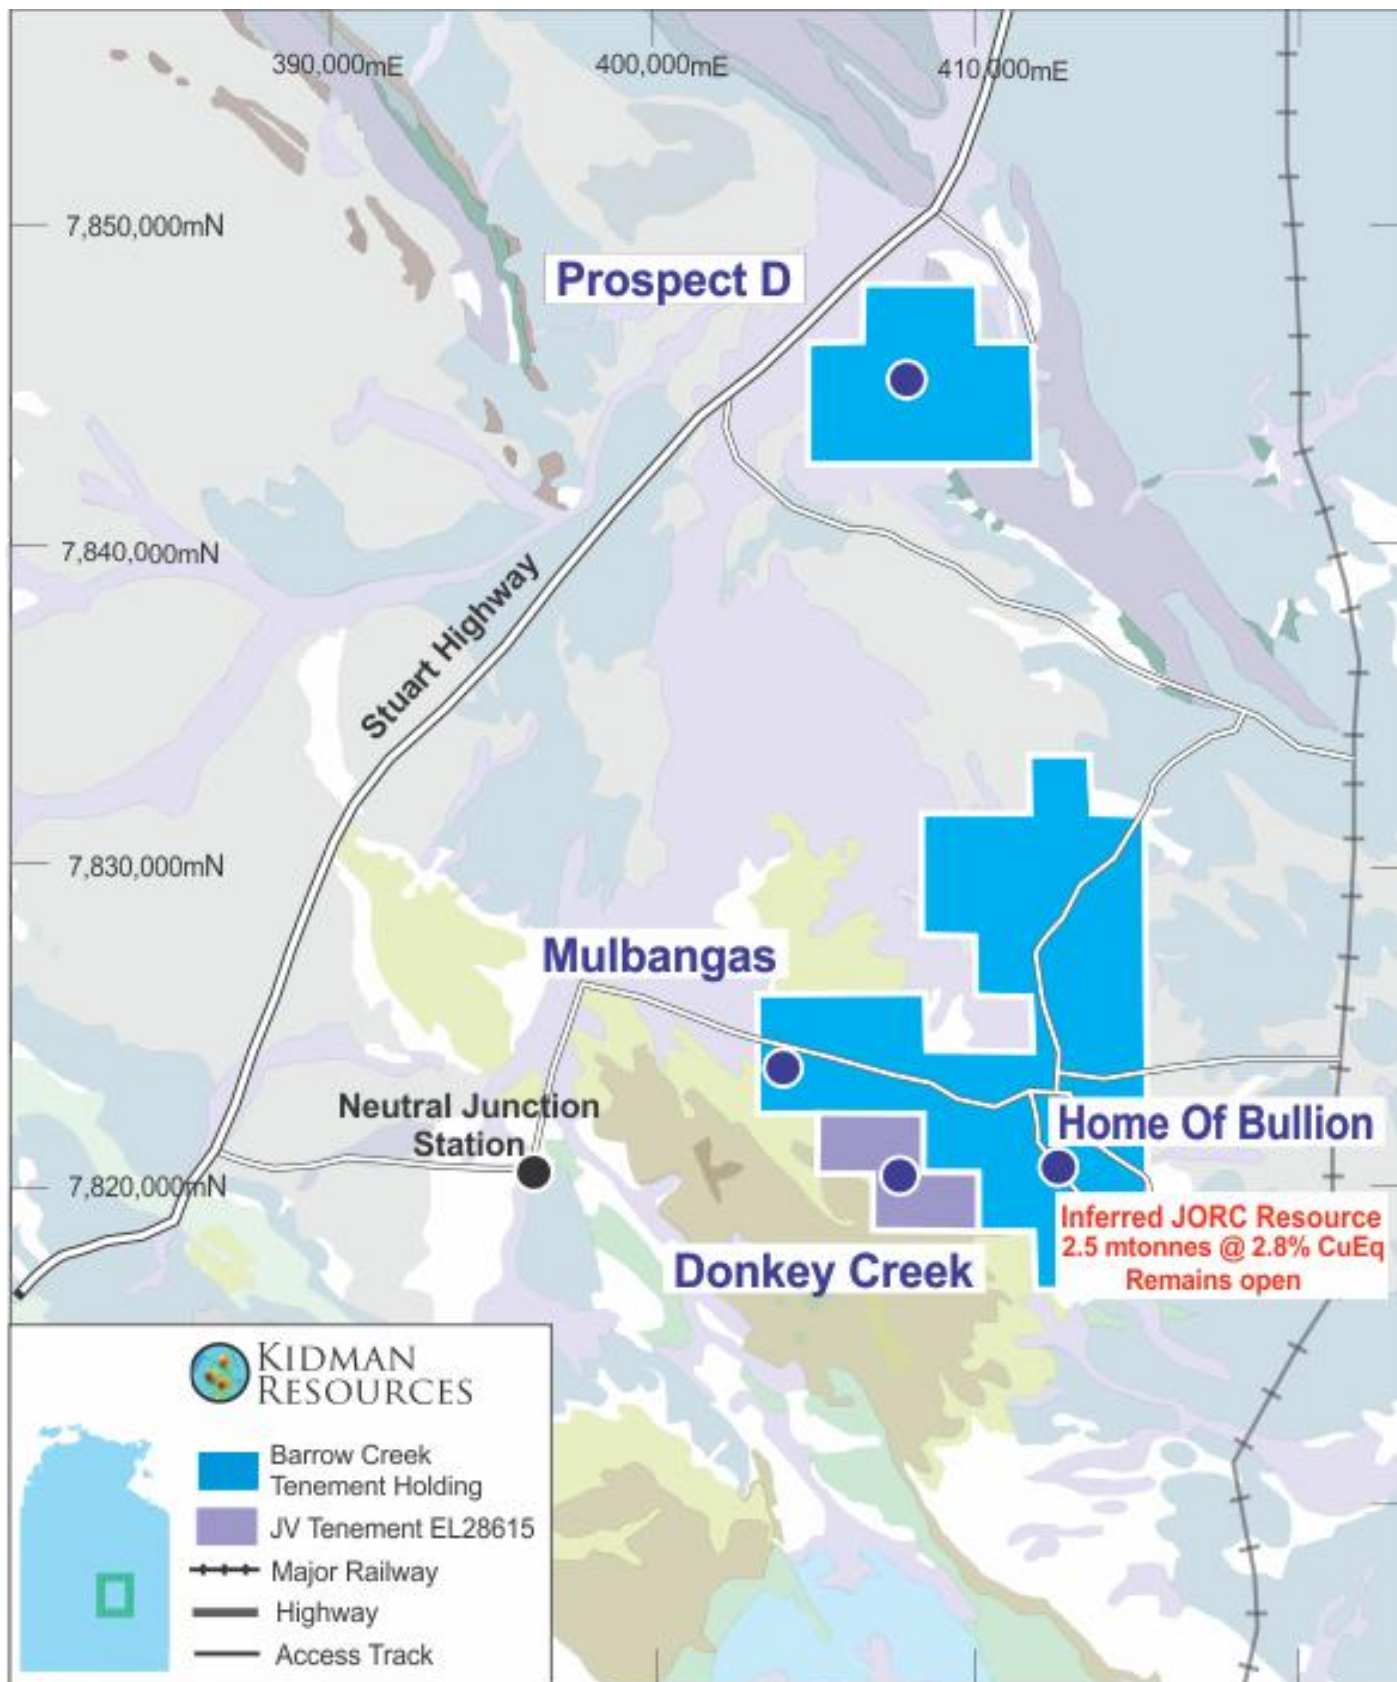 390,000mE
400,000mE
410,000mE
7,850,000mN
Prospect D
7,840,000mN
Stuart Highway
7,830,000mN
Mulbangas
Neutral Junction
Station
Home Of Bullion
7,820,000mN
Inferred JORC Resource
2.5 mtonnes @ 2.8% CuEq
Remains open
Donkey Creek
KIDMAN
RESOURCES
Barrow Creek
Tenement Holding
JV Tenement EL28615
Major Railway
Highway
Access Track